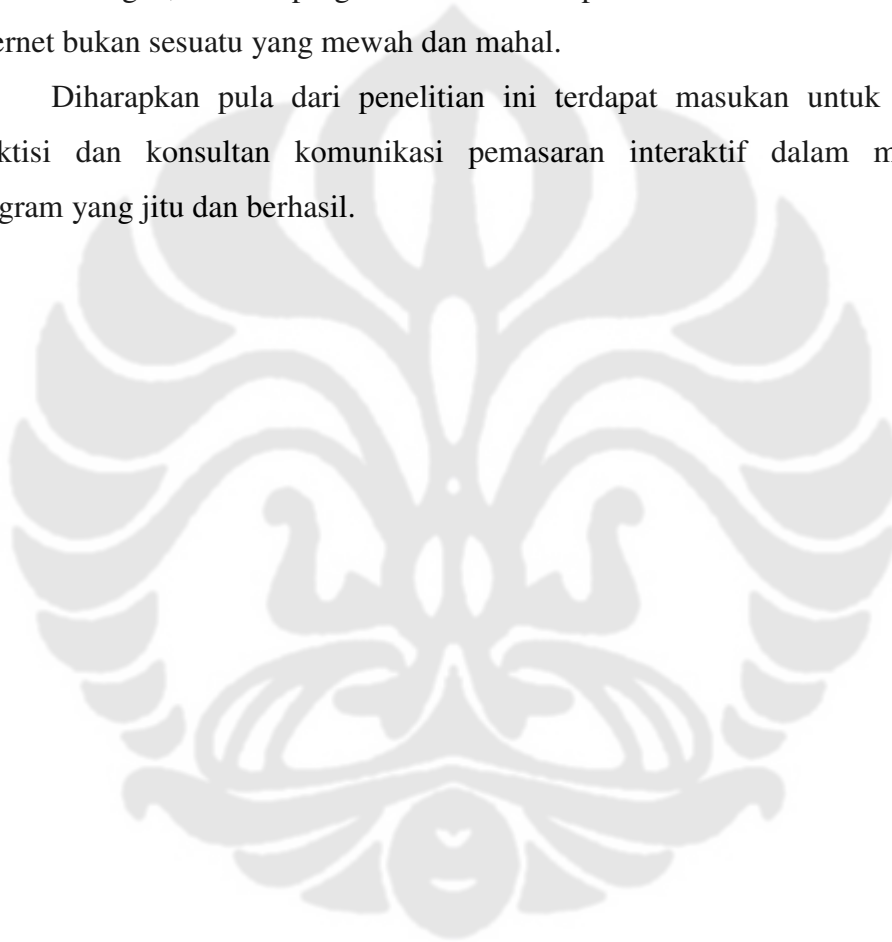 ernet bukan sesuatu yang mewah dan mahal.
Diharapkan pula dari penelitian ini terdapat masukan untuk
ktisi dan konsultan komunikasi pemasaran interaktif dalam m
gram yang jitu dan berhasil.